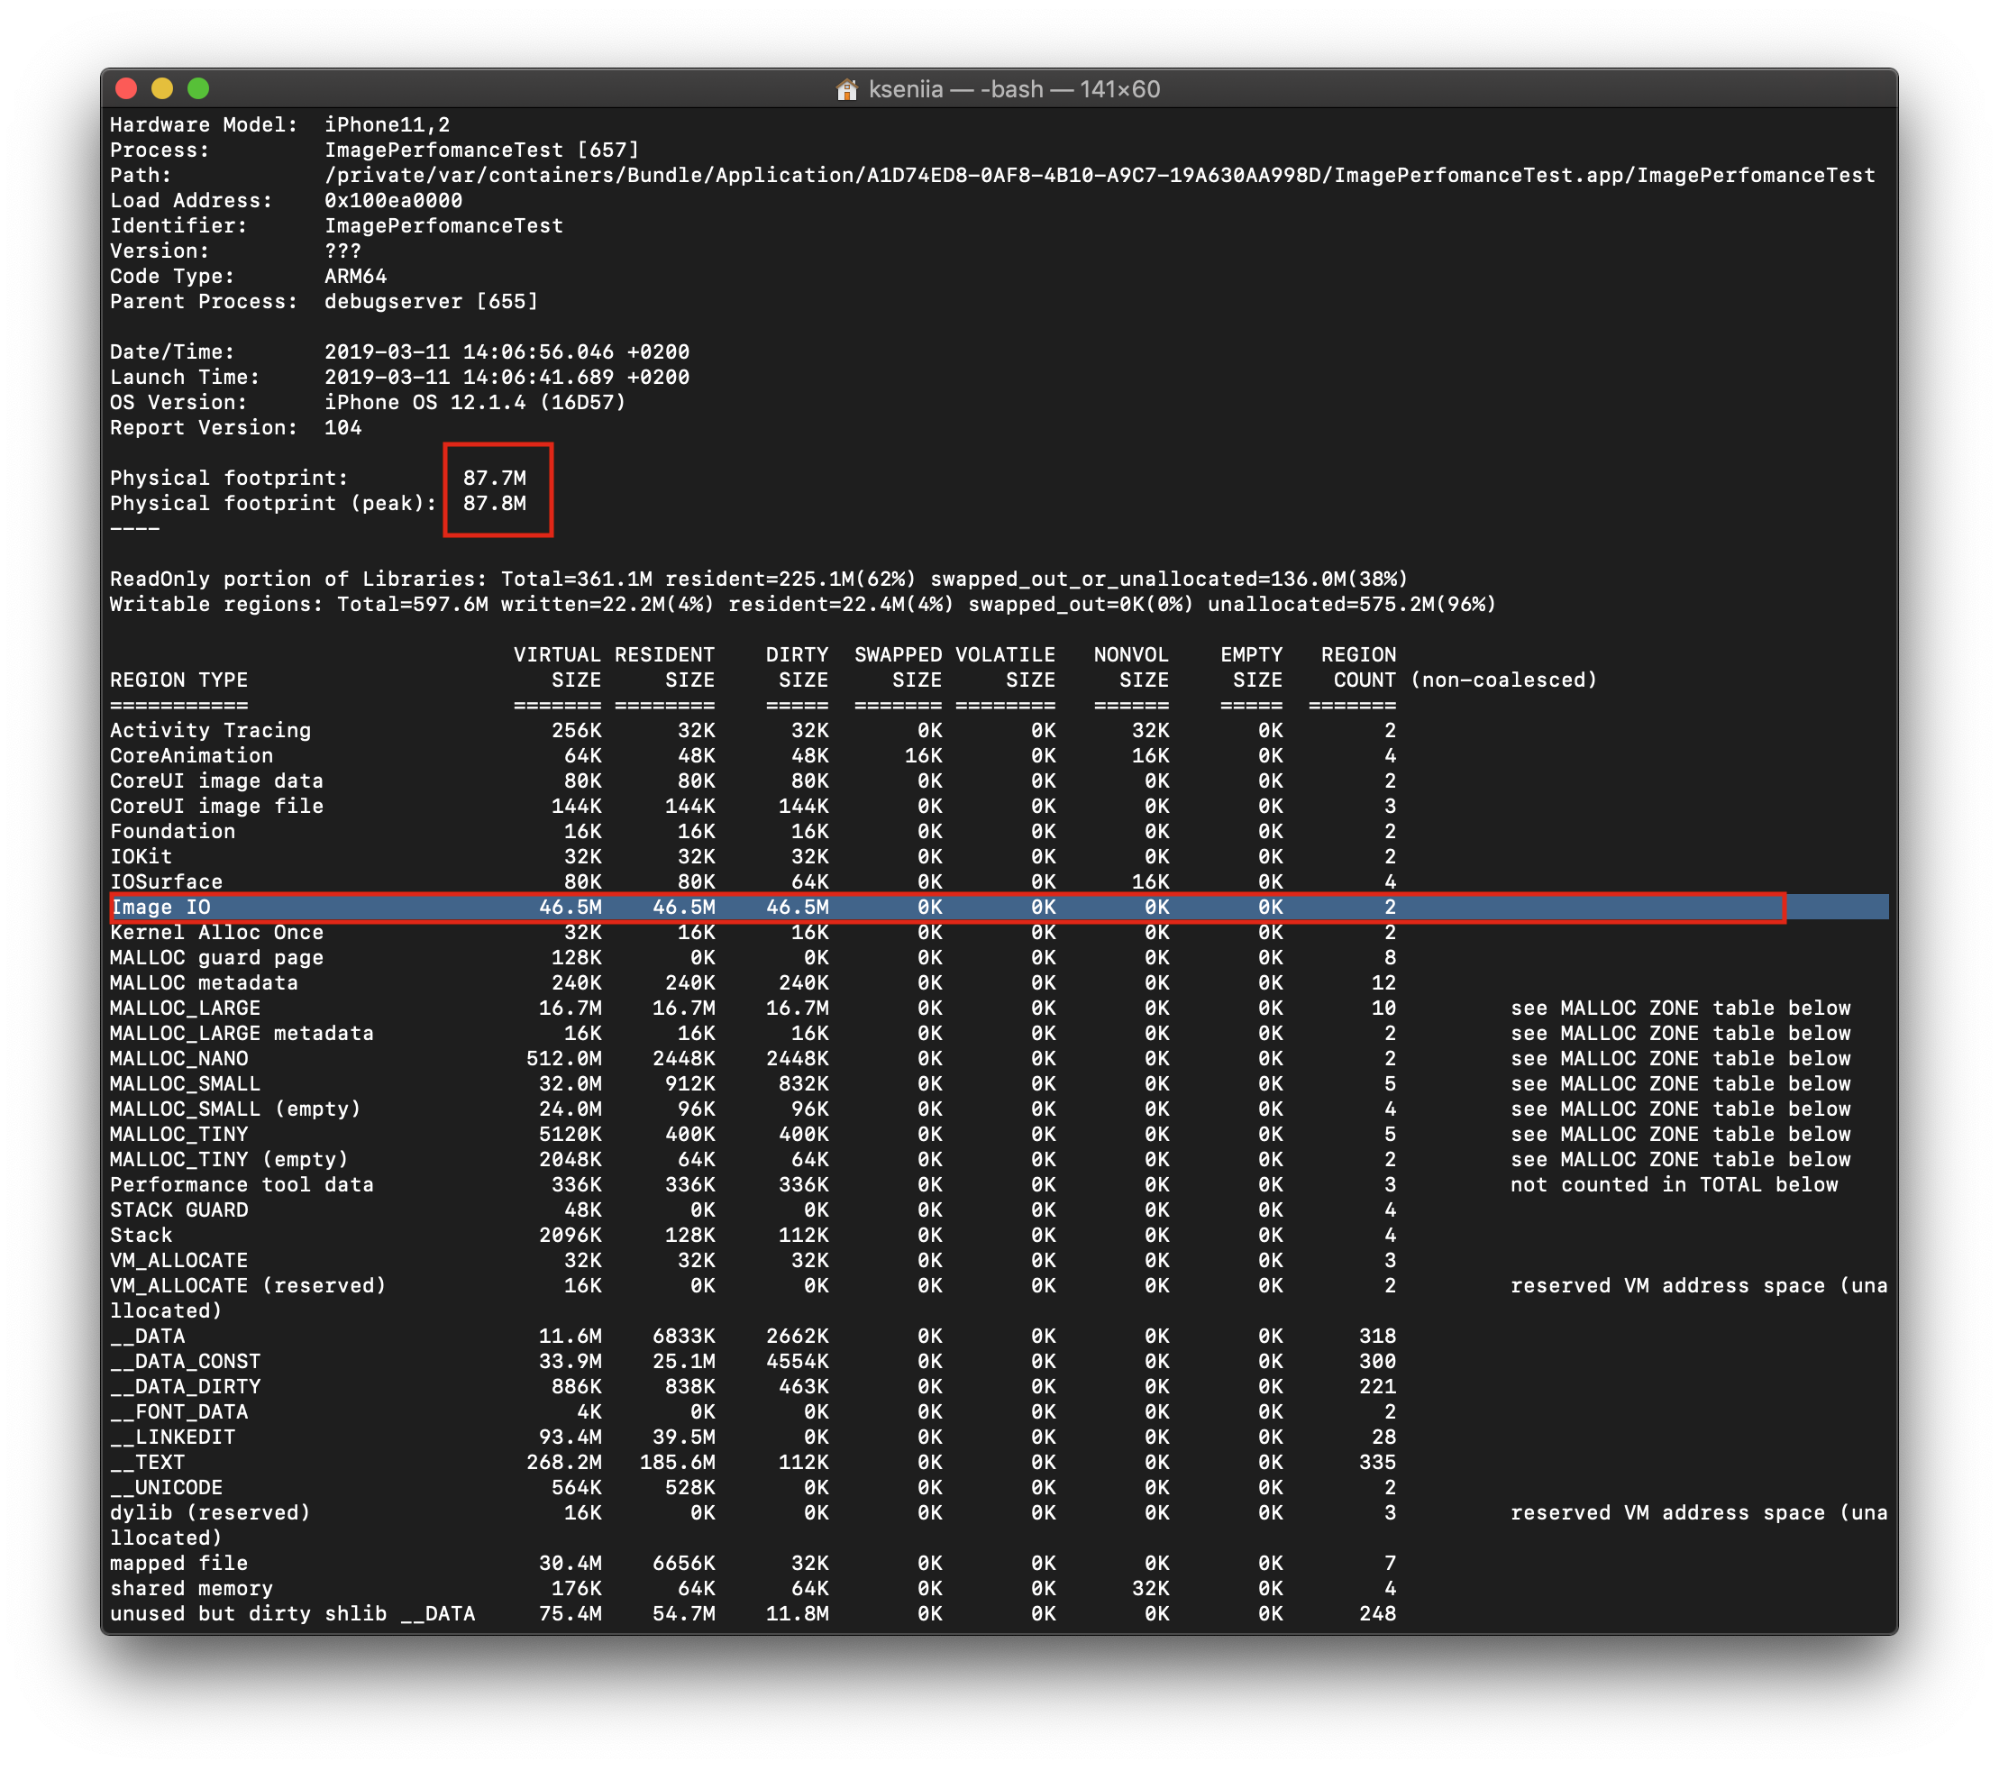 kseniia — -bash — 141×60
Hardware Model:  iPhone11,2
Process:         ImagePerfomanceTest [657]
Path:            /private/var/containers/Bundle/Application/A1D74ED8-0AF8-4B10-A9C7-19A630AA998D/ImagePerfomanceTest.app/ImagePerfomanceTest
Load Address:    0x100ea0000
Identifier:      ImagePerfomanceTest
Version:         ???
Code Type:       ARM64
Parent Process:  debugserver [655]
Date/Time:       2019-03-11 14:06:56.046 +0200
Launch Time:     2019-03-11 14:06:41.689 +0200
OS Version:      iPhone OS 12.1.4 (16D57)
Report Version:  104
Physical footprint:         87.7M
Physical footprint (peak):  87.8M
----
ReadOnly portion of Libraries: Total=361.1M resident=225.1M(62%) swapped_out_or_unallocated=136.0M(38%)
Writable regions: Total=597.6M written=22.2M(4%) resident=22.4M(4%) swapped_out=0K(0%) unallocated=575.2M(96%)
VIRTUAL RESIDENT DIRTY SWAPPED VOLATILE NONVOL EMPTY REGION
REGION TYPE SIZE SIZE SIZE SIZE SIZE SIZE SIZE COUNT (non-coalesced)
=========== ======= ======== ===== ======= ======== ====== ===== =======
Activity Tracing 256K 32K 32K 0K 0K 32K 0K 2
CoreAnimation 64K 48K 48K 16K 0K 16K 0K 4
CoreUI image data 80K 80K 80K 0K 0K 0K 0K 2
CoreUI image file 144K 144K 144K 0K 0K 0K 0K 3
Foundation 16K 16K 16K 0K 0K 0K 0K 2
IOKit 32K 32K 32K 0K 0K 0K 0K 2
IOSurface 80K 80K 64K 0K 0K 16K 0K 4
Image IO 46.5M 46.5M 46.5M 0K 0K 0K 0K 2
Kernel Alloc Once 32K 16K 16K 0K 0K 0K 0K 2
MALLOC guard page 128K 0K 0K 0K 0K 0K 0K 8
MALLOC metadata 240K 240K 240K 0K 0K 0K 0K 12
MALLOC_LARGE 16.7M 16.7M 16.7M 0K 0K 0K 0K 10 see MALLOC ZONE table below
MALLOC_LARGE metadata 16K 16K 16K 0K 0K 0K 0K 2 see MALLOC ZONE table below
MALLOC_NANO 512.0M 2448K 2448K 0K 0K 0K 0K 2 see MALLOC ZONE table below
MALLOC_SMALL 32.0M 912K 832K 0K 0K 0K 0K 5 see MALLOC ZONE table below
MALLOC_SMALL (empty) 24.0M 96K 96K 0K 0K 0K 0K 4 see MALLOC ZONE table below
MALLOC_TINY 5120K 400K 400K 0K 0K 0K 0K 5 see MALLOC ZONE table below
MALLOC_TINY (empty) 2048K 64K 64K 0K 0K 0K 0K 2 see MALLOC ZONE table below
Performance tool data 336K 336K 336K 0K 0K 0K 0K 3 not counted in TOTAL below
STACK GUARD 48K 0K 0K 0K 0K 0K 0K 4
Stack 2096K 128K 112K 0K 0K 0K 0K 4
VM_ALLOCATE 32K 32K 32K 0K 0K 0K 0K 3
VM_ALLOCATE (reserved) 16K 0K 0K 0K 0K 0K 0K 2 reserved VM address space (una
llocated)
__DATA 11.6M 6833K 2662K 0K 0K 0K 0K 318
__DATA_CONST 33.9M 25.1M 4554K 0K 0K 0K 0K 300
__DATA_DIRTY 886K 838K 463K 0K 0K 0K 0K 221
__FONT_DATA 4K 0K 0K 0K 0K 0K 0K 2
__LINKEDIT 93.4M 39.5M 0K 0K 0K 0K 0K 28
__TEXT 268.2M 185.6M 112K 0K 0K 0K 0K 335
__UNICODE 564K 528K 0K 0K 0K 0K 0K 2
dylib (reserved) 16K 0K 0K 0K 0K 0K 0K 3 reserved VM address space (una
llocated)
mapped file 30.4M 6656K 32K 0K 0K 0K 0K 7
shared memory 176K 64K 64K 0K 0K 32K 0K 4
unused but dirty shlib __DATA 75.4M 54.7M 11.8M 0K 0K 0K 0K 248